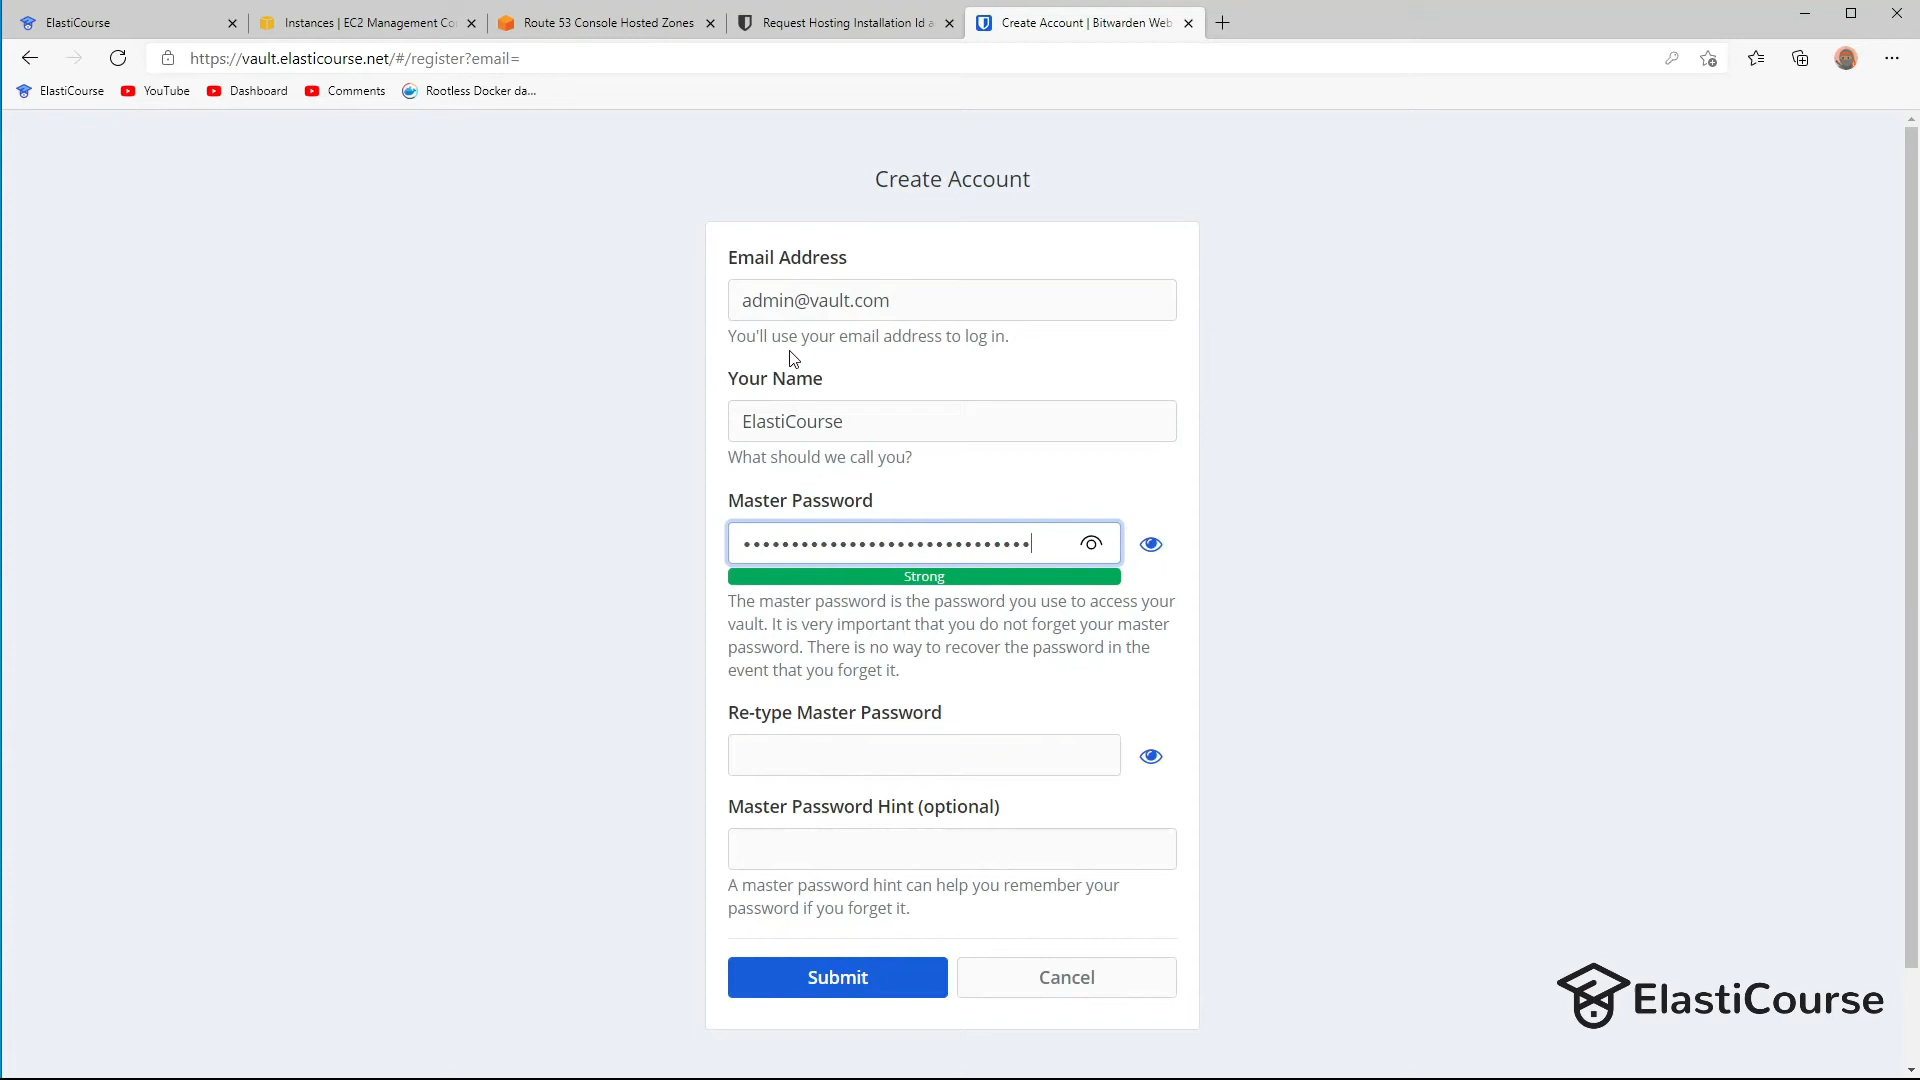 ElastiCourse
Instances | EC2 Management Co
Route 53 Console Hosted Zones
Request Hosting Installation Id a
Create Account | Bitwarden Web
https://vault.elasticourse.net/#/register?email=
ElastiCourse
YouTube
Dashboard
Comments
Rootless Docker da...
Create Account
Email Address
admin@vault.com
You'll use your email address to log in.
Your Name
ElastiCourse
What should we call you?
Master Password
Strong
The master password is the password you use to access your
vault. It is very important that you do not forget your master
password. There is no way to recover the password in the
event that you forget it.
Re-type Master Password
Master Password Hint (optional)
A master password hint can help you remember your
password if you forget it.
Submit
Cancel
ElastiCourse